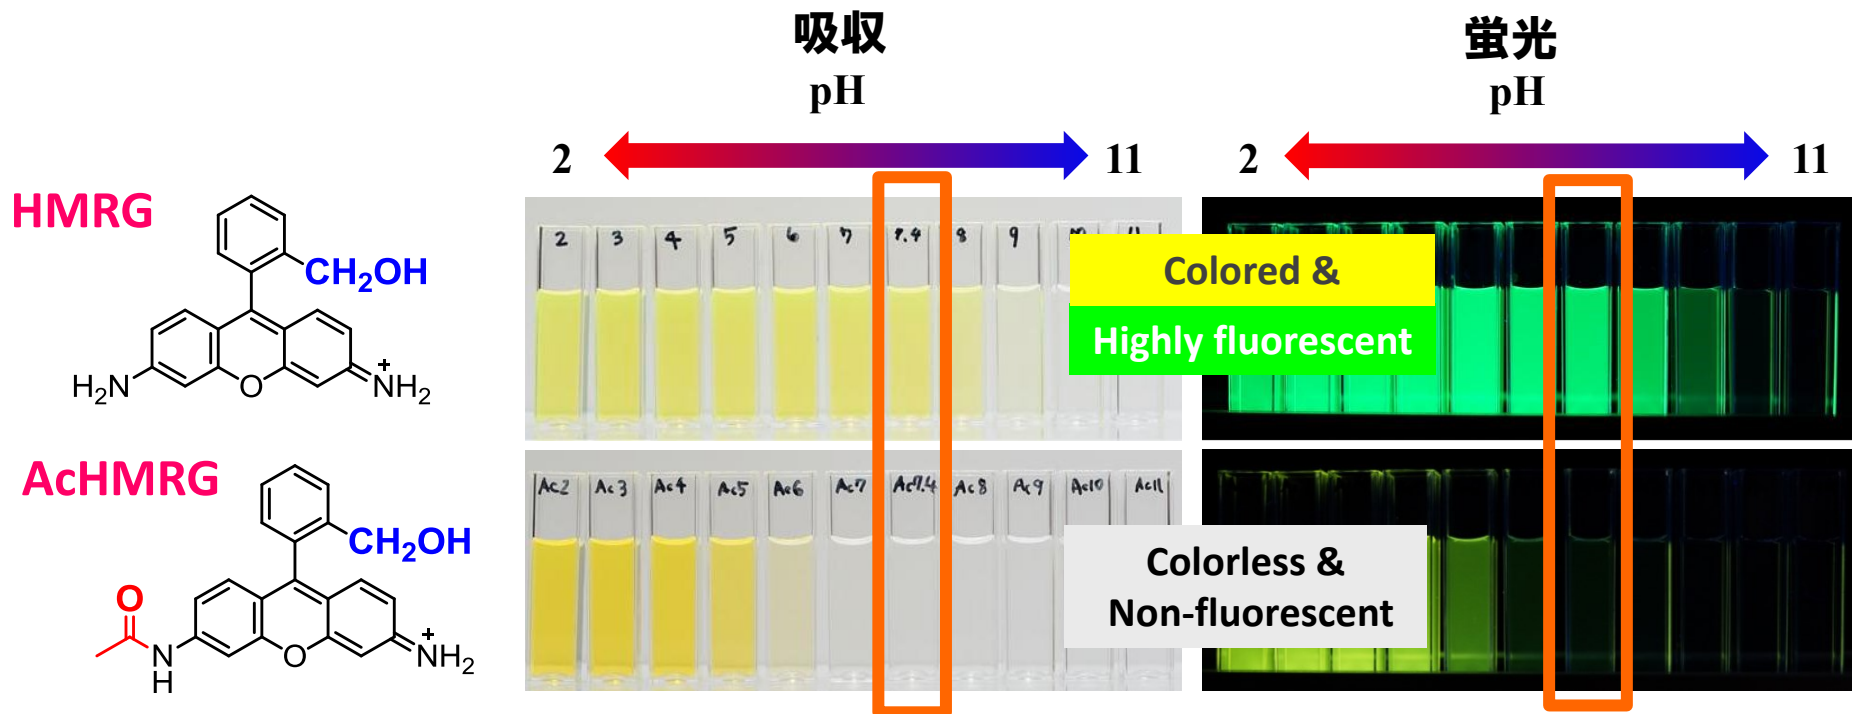 吸収
pH
2
11
蛍光
pH
2
11
HMRG
CH2OH
H2N
O
+
NH2
2 3 4 5 6 7 7.4 8 9
Colored &
Highly fluorescent
AcHMRG
CH2OH
O
N
H
O
+
NH2
Ac2 Ac3 Ac4 Ac5 Ac6 Ac7 Ac7.4 Ac8 Ac9 Ac10 Ac11
Colorless &
Non-fluorescent